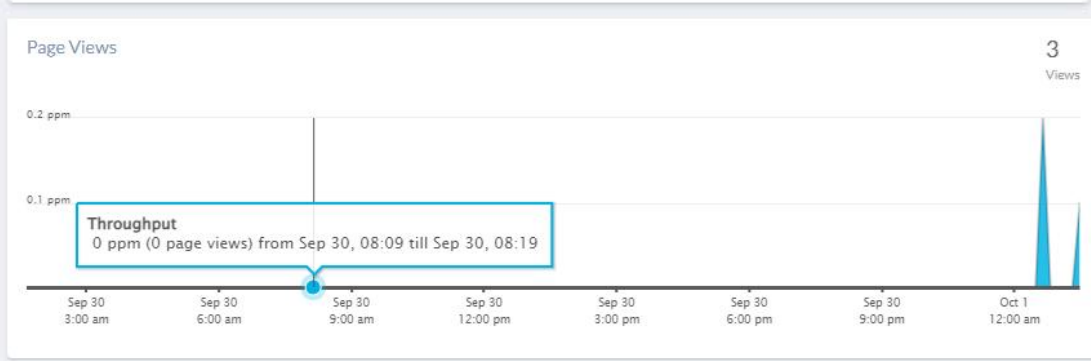 Page Views
3
Views
0.2 ppm
0.1 ppm
Throughput
0 ppm (0 page views) from Sep 30, 08:09 till Sep 30, 08:19
Sep 30 Sep 30 Sep 30 Sep 30 Sep 30 Sep 30 Sep 30 Oct 1
3:00 am 6:00 am 9:00 am 12:00 pm 3:00 pm 6:00 pm 9:00 pm 12:00 am